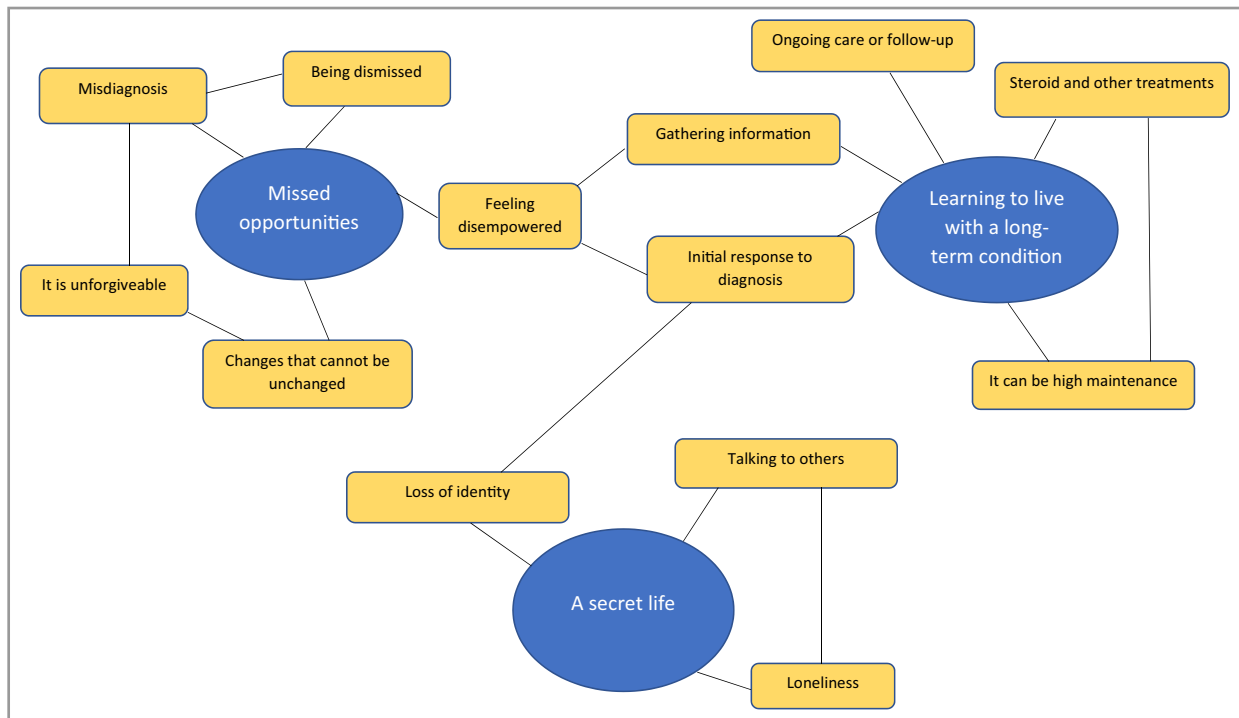 Ongoing care or follow-up
Being dismissed
Misdiagnosis
Steroid and other treatments
Gathering information
Missed
opportunities
Feeling
disempowered
Learning to live
with a long-
term condition
Initial response to
diagnosis
It is unforgiveable
Changes that cannot be
unchanged
It can be high maintenance
Talking to others
Loss of identity
A secret life
Loneliness